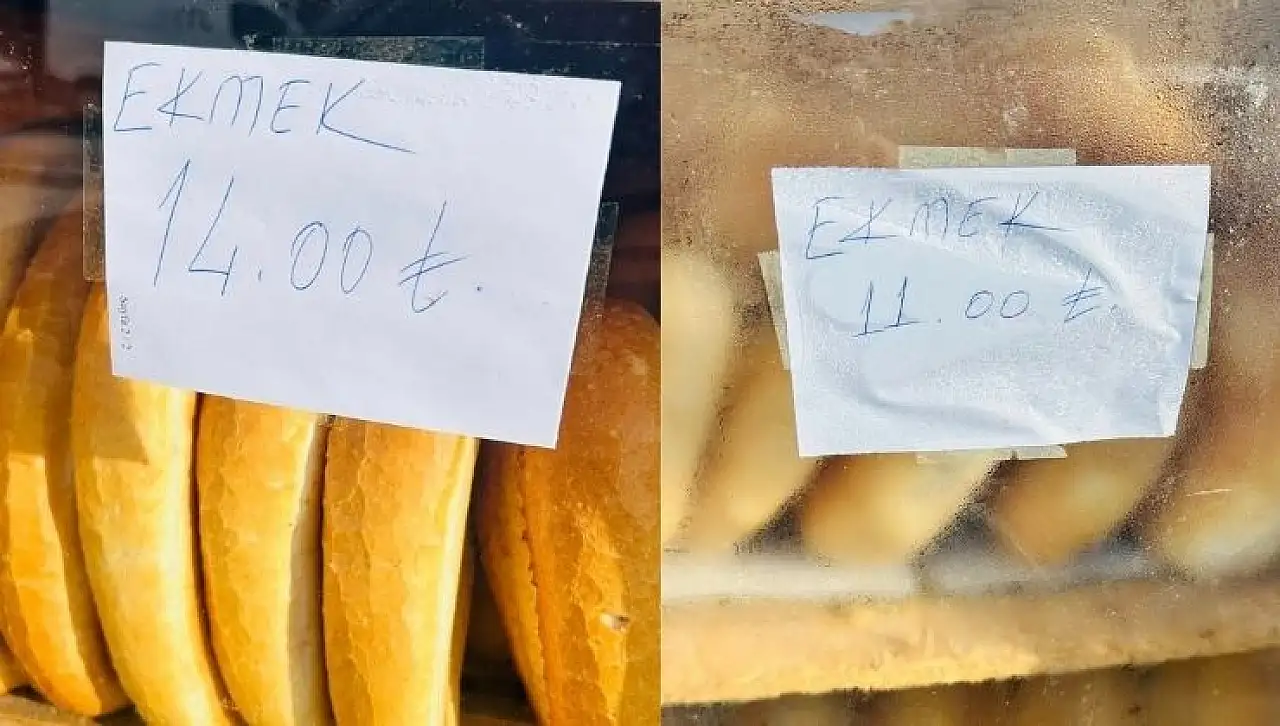 EKMEK
14.00 ₺.
EKMEK
11.00 ₺.